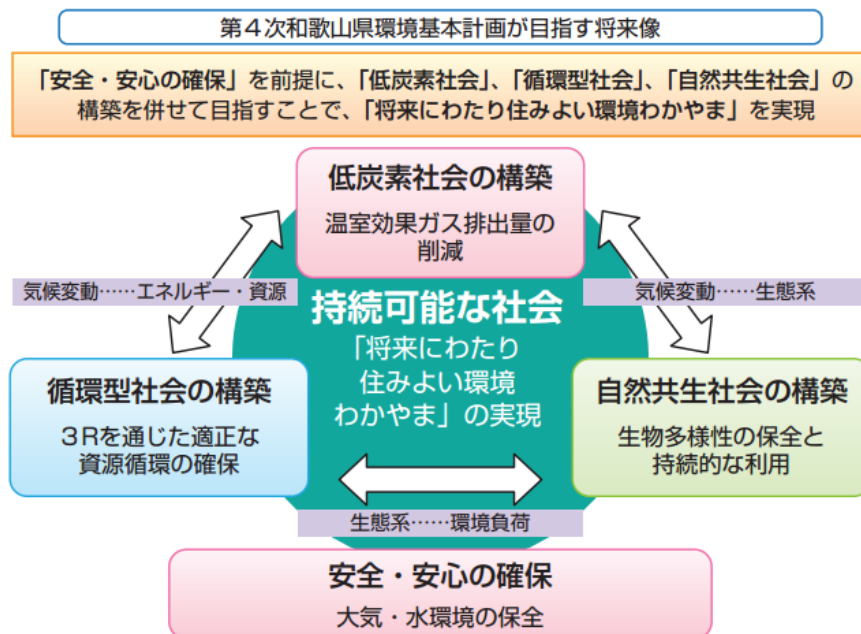 第4次和歌山県環境基本計画が目指す将来像
「安全・安心の確保」を前提に、「低炭素社会」、「循環型社会」、「自然共生社会」の
構築を併せて目指すことで、「将来にわたり住みよい環境わかやま」を実現
低炭素社会の構築
温室効果ガス排出量の
削減
気候変動……エネルギー・資源
気候変動……生態系
持続可能な社会
「将来にわたり
住みよい環境
わかやま」の実現
循環型社会の構築
3Rを通じた適正な
資源循環の確保
自然共生社会の構築
生物多様性の保全と
持続的な利用
生態系……環境負荷
安全・安心の確保
大気・水環境の保全